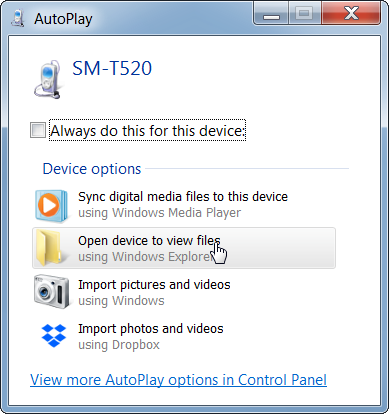 AutoPlay
SM-T520
Always do this for this device:
Device options
Sync digital media files to this device
using Windows Media Player
Open device to view files
using Windows Explorer
Import pictures and videos
using Windows
Import photos and videos
using Dropbox
View more AutoPlay options in Control Panel